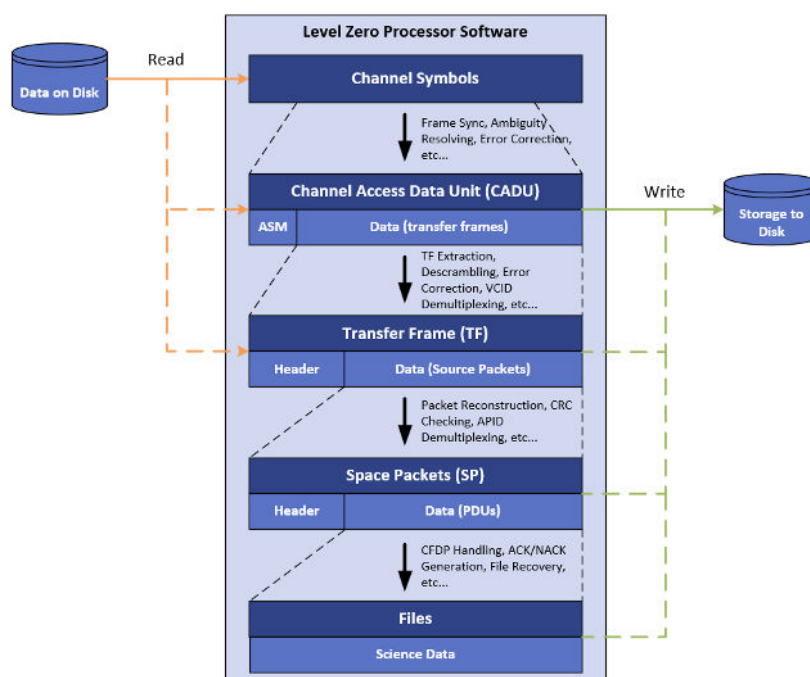 Level Zero Processor Software
Read
Data on Disk
Channel Symbols
Frame Sync, Ambiguity
Resolving, Error Correction,
etc...
Channel Access Data Unit (CADU)
Write
ASM
Data (transfer frames)
Storage to
Disk
TF Extraction,
Descrambling, Error
Correction, VCID
Demultiplexing, etc...
Transfer Frame (TF)
Header
Data (Source Packets)
Packet Reconstruction, CRC
Checking, APID
Demultiplexing, etc...
Space Packets (SP)
Header
Data (PDUs)
CFDP Handling, ACK/NACK
Generation, File Recovery,
etc...
Files
Science Data